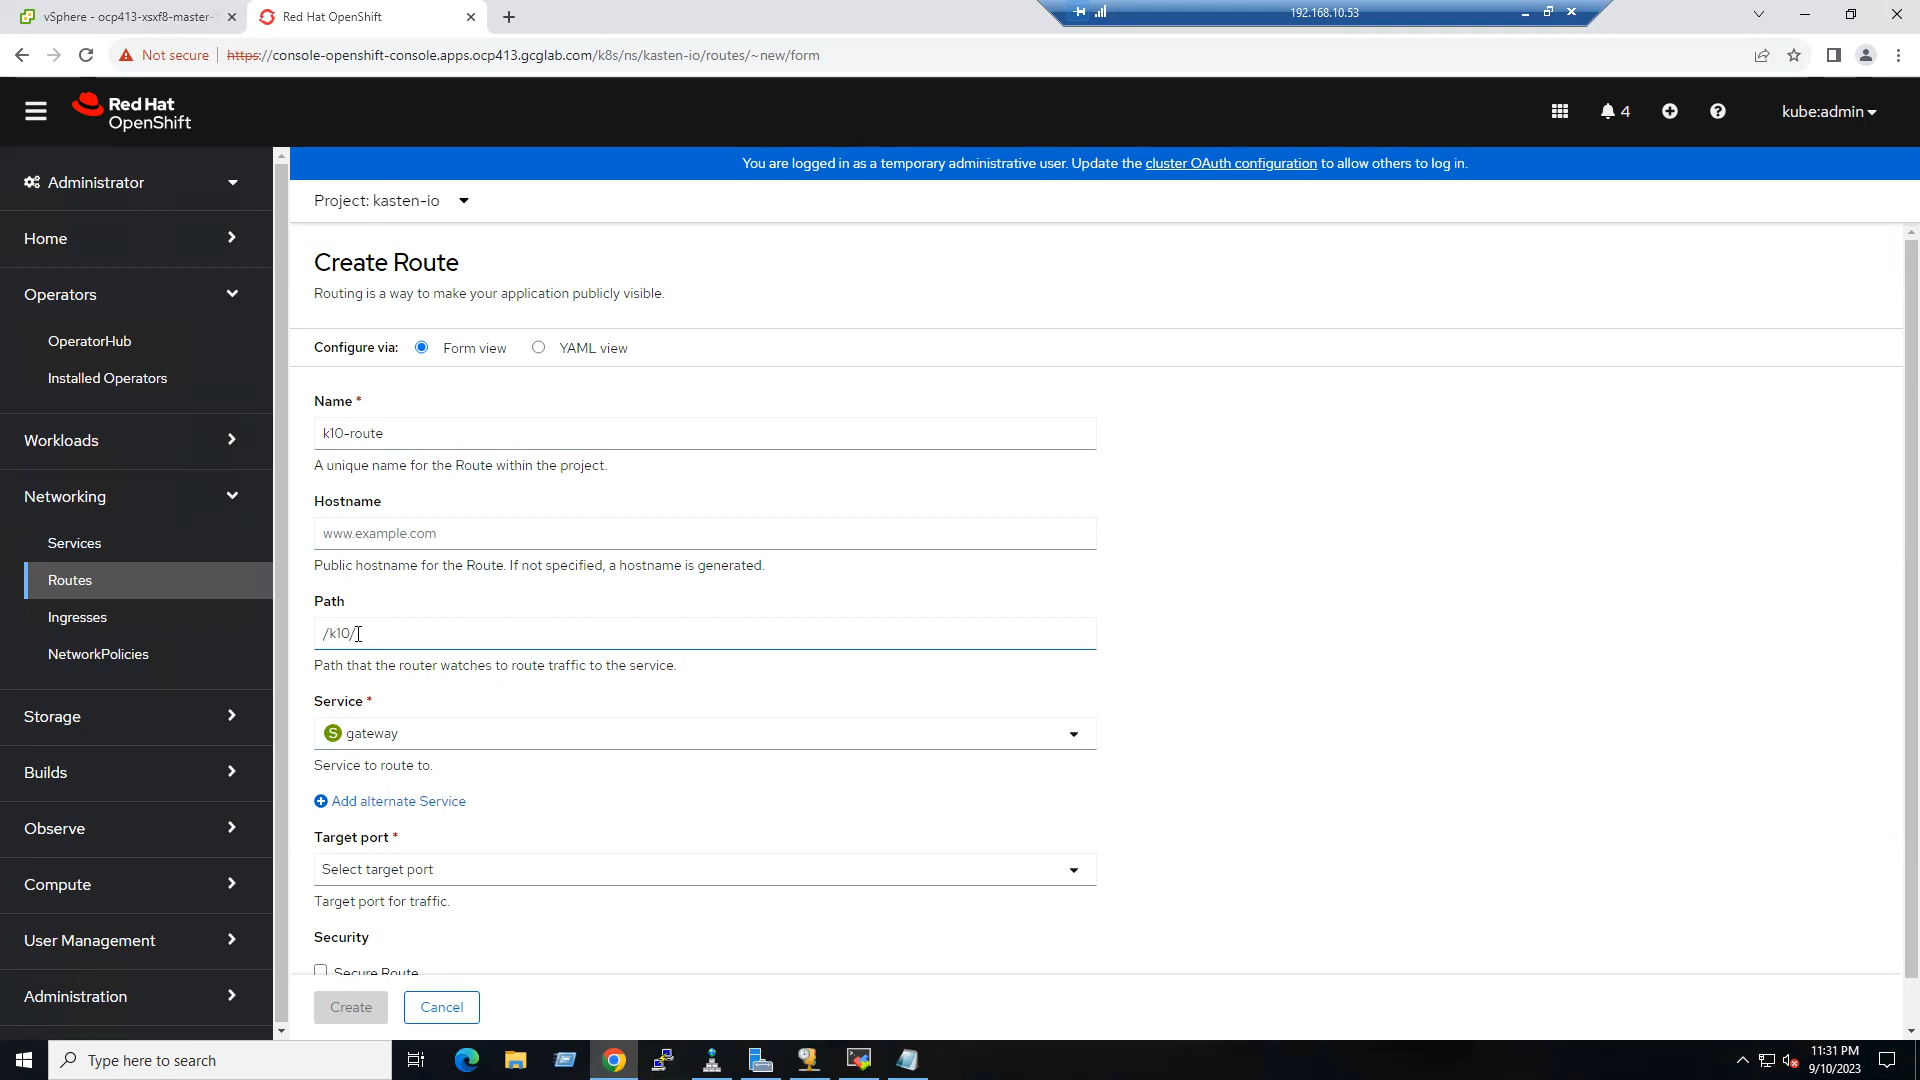 vSphere - ocp413-xsxf8-master-
Red Hat OpenShift
192.168.10.53
Not secure
https://console-openshift-console.apps.ocp413.gcglab.com/k8s/ns/kasten-io/routes/~new/form
Red Hat
OpenShift
4
kube:admin
You are logged in as a temporary administrative user. Update the cluster OAuth configuration to allow others to log in.
Administrator
Project: kasten-io
Home
Create Route
Routing is a way to make your application publicly visible.
Operators
OperatorHub
Configure via:
Form view
YAML view
Installed Operators
Name *
k10-route
Workloads
A unique name for the Route within the project.
Networking
Hostname
www.example.com
Services
Public hostname for the Route. If not specified, a hostname is generated.
Routes
Path
Ingresses
/k10/
NetworkPolicies
Path that the router watches to route traffic to the service.
Storage
Service *
S gateway
Service to route to.
Builds
Add alternate Service
Observe
Target port *
Select target port
Compute
Target port for traffic.
User Management
Security
Secure Route
Administration
Create
Cancel
Type here to search
11:31 PM
9/10/2023